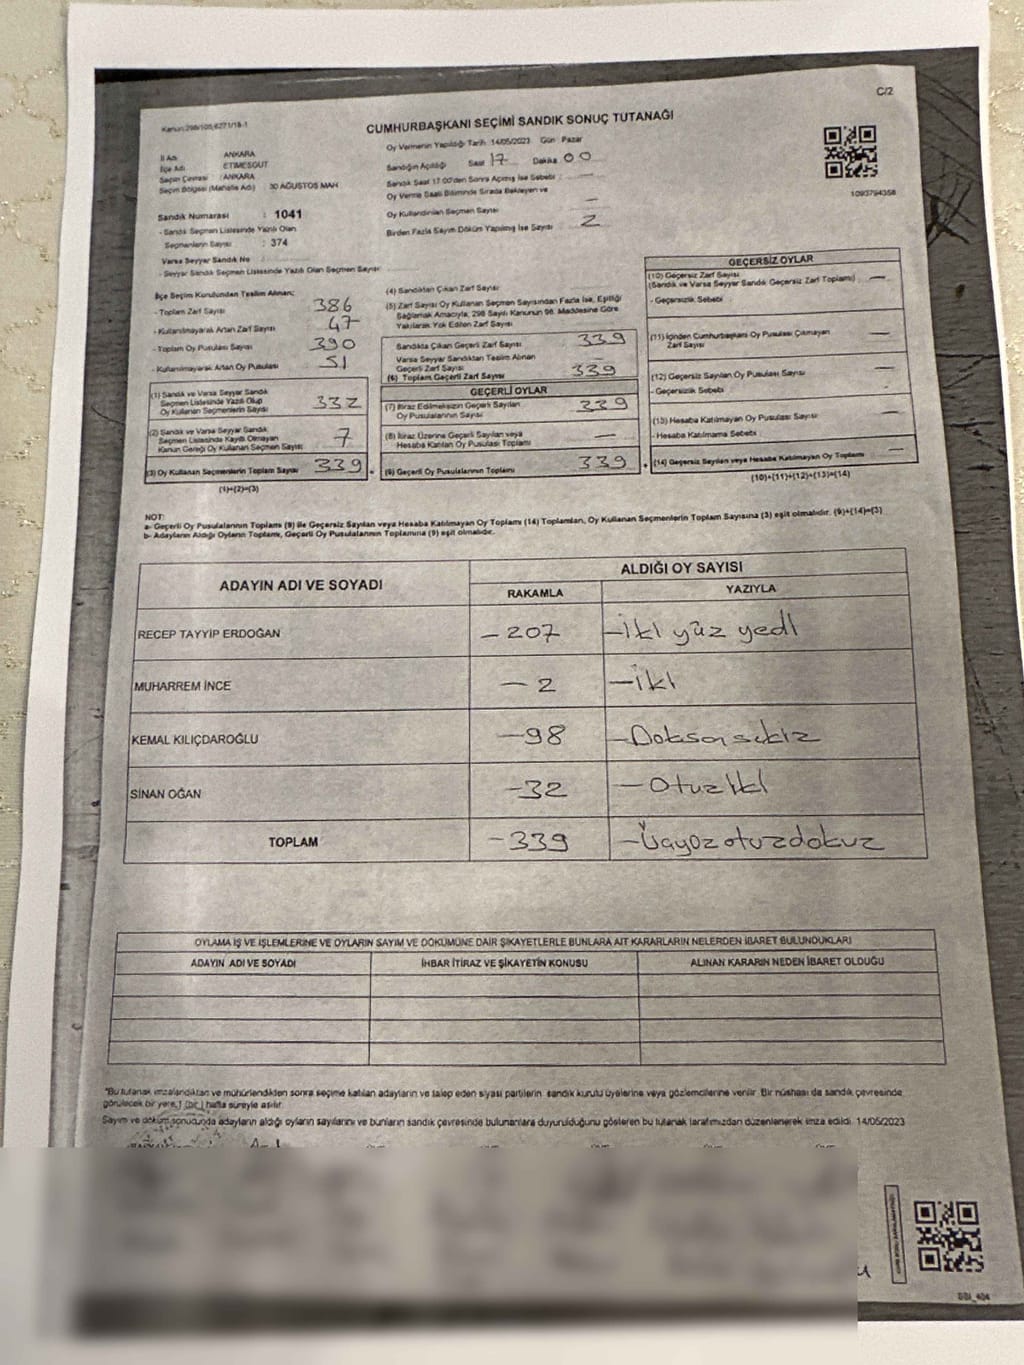 C/2
Kanun:298/105,6271/18-1
CUMHURBAŞKANI SEÇİMİ SANDIK SONUÇ TUTANAĞI
İl Adı ANKARA
İlçe Adı ETİMESGUT
Seçim Çevresi : ANKARA
Seçim Bölgesi (Mahalle Adı) 30 AĞUSTOS MAH
Sandık Numarası : 1041
- Sandık Seçmen Listesinde Yazılı Olan
Seçmenlerin Sayısı : 374
Varsa Seyyar Sandık No
- Seyyar Sandık Seçmen Listesinde Yazılı Olan Seçmen Sayısı
Oy Vermenin Yapıldığı Tarih 14/05/2023 Gün Pazar
Sandığın Açıldığı Saat 17 Dakika 00
Sandık Saat 17:00'den Sonra Açılmış İse Sebebi : —
Oy Verme Saati Bitiminde Sırada Bekleyen ve
Oy Kullandırılan Seçmen Sayısı —
Birden Fazla Sayım Döküm Yapılmış İse Sayısı 2
1093794358
İlçe Seçim Kurulundan Teslim Alınan;
- Toplam Zarf Sayısı 386
- Kullanılmayarak Artan Zarf Sayısı 47
- Toplam Oy Pusulası Sayısı 390
- Kullanılmayarak Artan Oy Pusulası 51
(1) Sandık ve Varsa Seyyar Sandık
Seçmen Listesinde Yazılı Olup
Oy Kullanan Seçmenlerin Sayısı 332
(2) Sandık ve Varsa Seyyar Sandık
Seçmen Listesinde Kayıtlı Olmayan
Kanun Gereği Oy Kullanan Seçmen Sayısı 7
(3) Oy Kullanan Seçmenlerin Toplam Sayısı 339
(1)+(2)=(3)
(4) Sandıktan Çıkan Zarf Sayısı
(5) Zarf Sayısı Oy Kullanan Seçmen Sayısından Fazla İse, Eşitliği
Sağlamak Amacıyla, 298 Sayılı Kanunun 98. Maddesine Göre
Yakılarak Yok Edilen Zarf Sayısı
Sandıkta Çıkan Geçerli Zarf Sayısı 339
Varsa Seyyar Sandıktan Teslim Alınan
Geçerli Zarf Sayısı —
(6) Toplam Geçerli Zarf Sayısı 339
GEÇERLİ OYLAR
(7) İtiraz Edilmeksizin Geçerli Sayılan
Oy Pusulalarının Sayısı 339
(8) İtiraz Üzerine Geçerli Sayılan veya
Hesaba Katılan Oy Pusulası Toplamı —
(9) Geçerli Oy Pusulalarının Toplamı 339
GEÇERSİZ OYLAR
(10) Geçersiz Zarf Sayısı
(Sandık ve Varsa Seyyar Sandık Geçersiz Zarf Toplamı) —
- Geçersizlik Sebebi
(11) İçinden Cumhurbaşkanı Oy Pusulası Çıkmayan
Zarf Sayısı —
(12) Geçersiz Sayılan Oy Pusulası Sayısı —
- Geçersizlik Sebebi
(13) Hesaba Katılmayan Oy Pusulası Sayısı
- Hesaba Katılmama Sebebi
(14) Geçersiz Sayılan veya Hesaba Katılmayan Oy Toplamı —
(10)+(11)+(12)+(13)=(14)
NOT:
a- Geçerli Oy Pusulalarının Toplamı (9) ile Geçersiz Sayılan veya Hesaba Katılmayan Oy Toplamı (14) Toplamları, Oy Kullanan Seçmenlerin Toplam Sayısına (3) eşit olmalıdır. (9)+(14)=(3)
b- Adayların Aldığı Oyların Toplamı, Geçerli Oy Pusulalarının Toplamına (9) eşit olmalıdır.
ADAYIN ADI VE SOYADI ALDIĞI OY SAYISI
RAKAMLA YAZIYLA
RECEP TAYYİP ERDOĞAN - 207 - İki yüz yedi
MUHARREM İNCE - 2 - İki
KEMAL KILIÇDAROĞLU - 98 - Doksan sekiz
SİNAN OĞAN - 32 - Otuz iki
TOPLAM - 339 - Üçyüzotuzdokuz
OYLAMA İŞ VE İŞLEMLERİNE VE OYLARIN SAYIM VE DÖKÜMÜNE DAİR ŞİKAYETLERLE BUNLARA AİT KARARLARIN NELERDEN İBARET BULUNDUKLARI
ADAYIN ADI VE SOYADI İHBAR İTİRAZ VE ŞİKAYETİN KONUSU ALINAN KARARIN NEDEN İBARET OLDUĞU
"Bu tutanak imzalandıktan ve mühürlendikten sonra seçime katılan adayların ve talep eden siyasi partilerin sandık kurulu üyelerine veya gözlemcilerine verilir. Bir nüshası da sandık çevresinde
görülecek bir yere 1 (bir) hafta süreyle asılır.
Sayım ve döküm sonucunda adayların aldığı oyların sayılarını ve bunların sandık çevresinde bulunanlara duyurulduğunu gösteren bu tutanak tarafımızdan düzenlenerek imza edildi. 14/05/2023